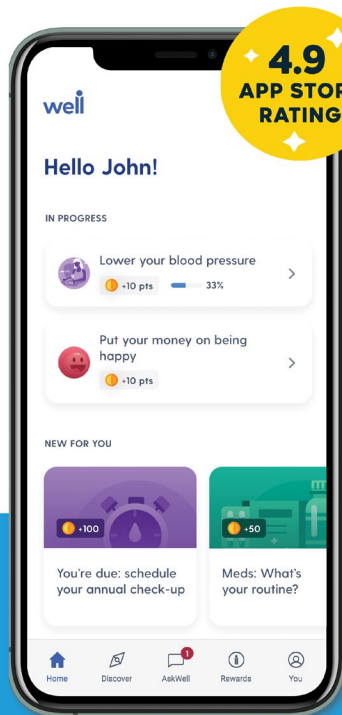 4.9
APP STORE
RATING
well
Hello John!
IN PROGRESS
Lower your blood pressure
+10 pts 33%
Put your money on being
happy
+10 pts
NEW FOR YOU
+100
+50
You're due: schedule
your annual check-up
Meds: What's
your routine?
1
Home Discover AskWell Rewards You